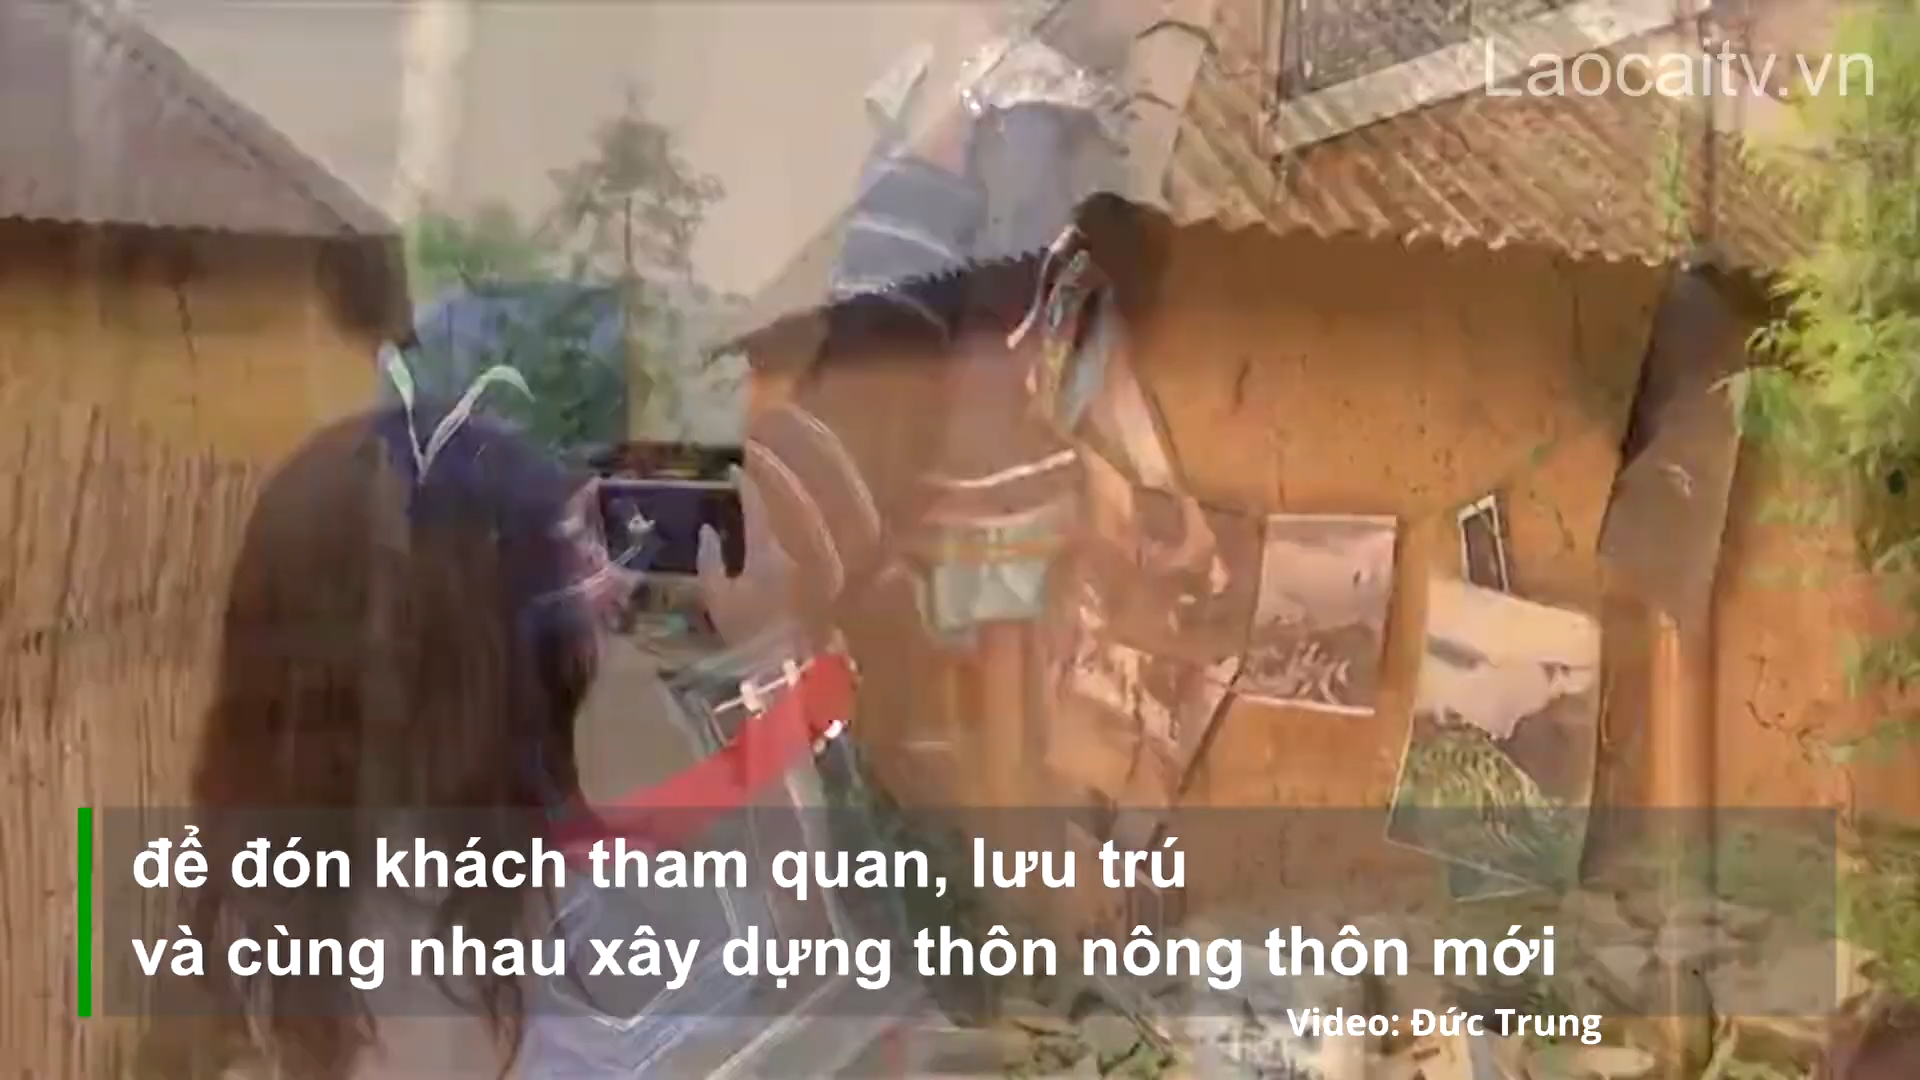 Laocaitv.vn
để đón khách tham quan, lưu trú
và cùng nhau xây dựng thôn nông thôn mới
Video: Đức Trung